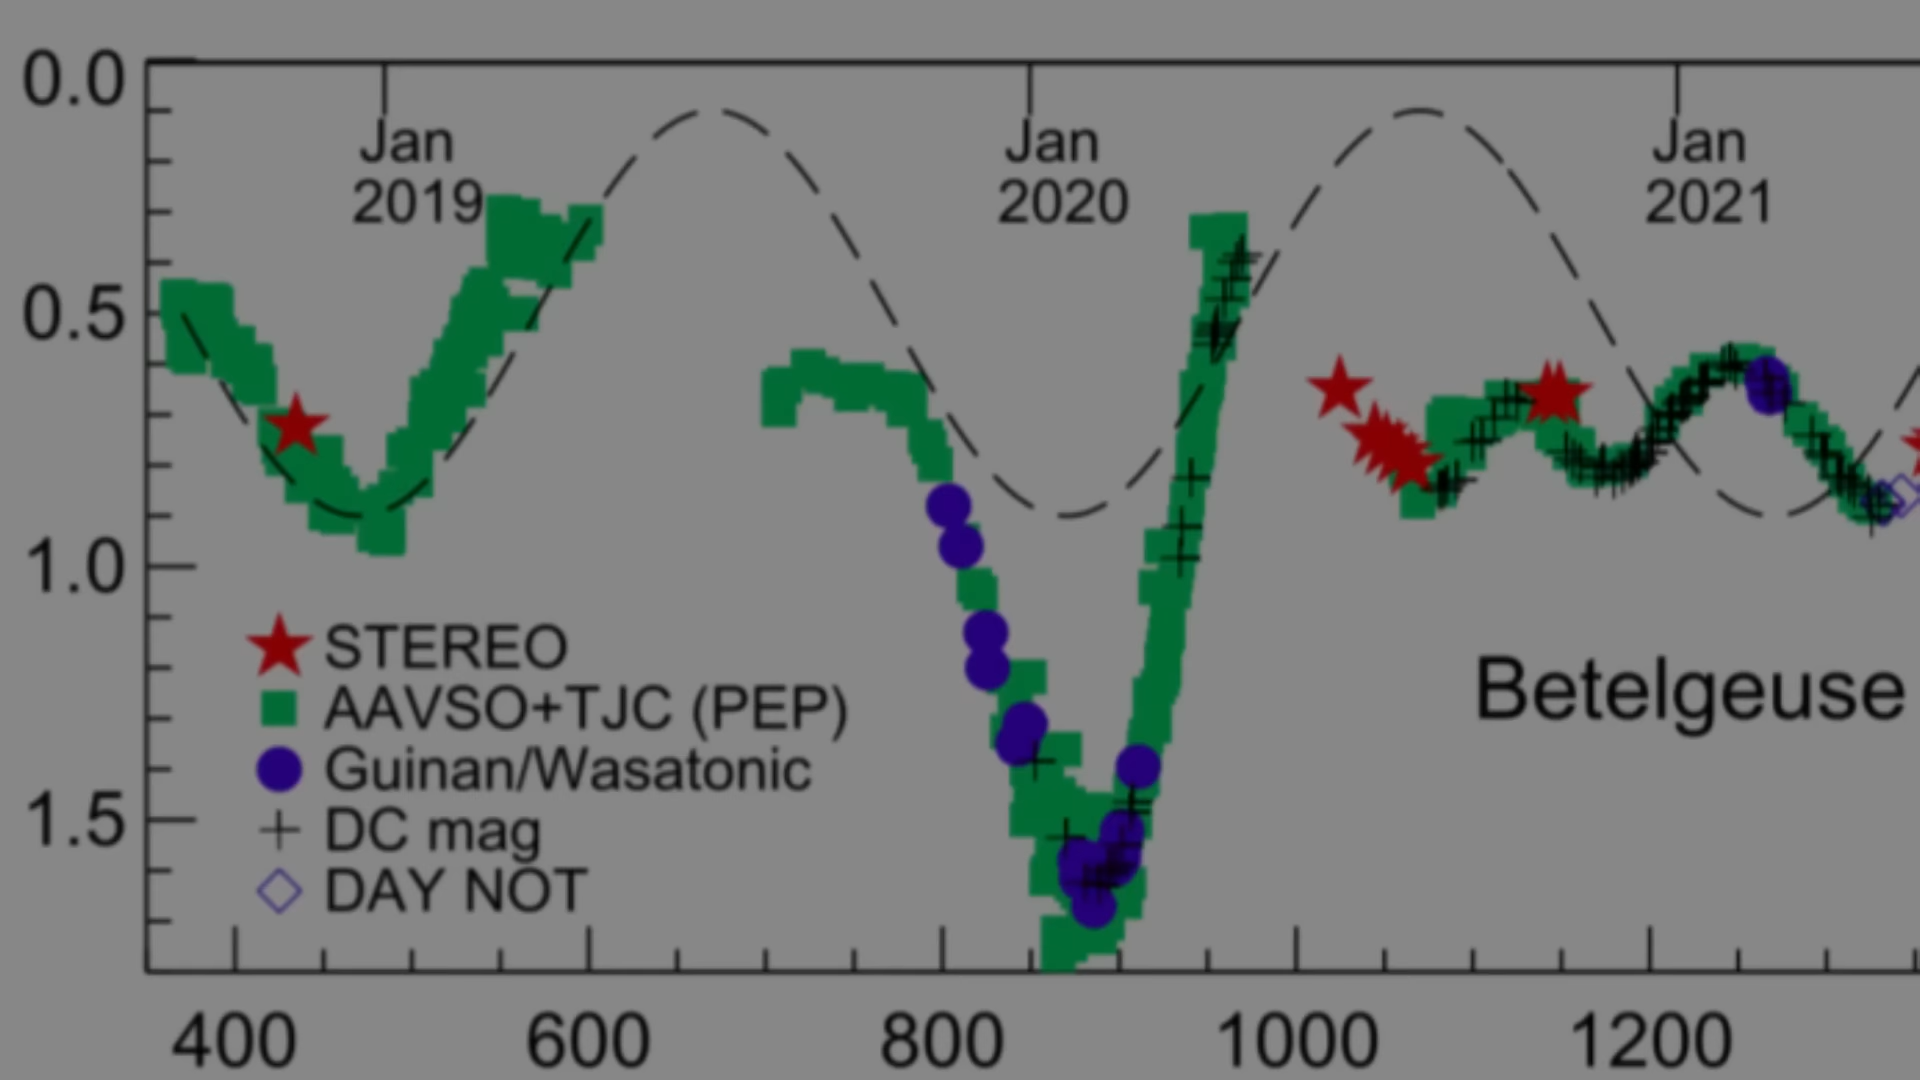 0.0
Jan
2019
Jan
2020
Jan
2021
0.5
1.0
1.5
STEREO
AAVSO+TJC (PEP)
Guinan/Wasatonic
DC mag
DAY NOT
Betelgeuse
400 600 800 1000 1200